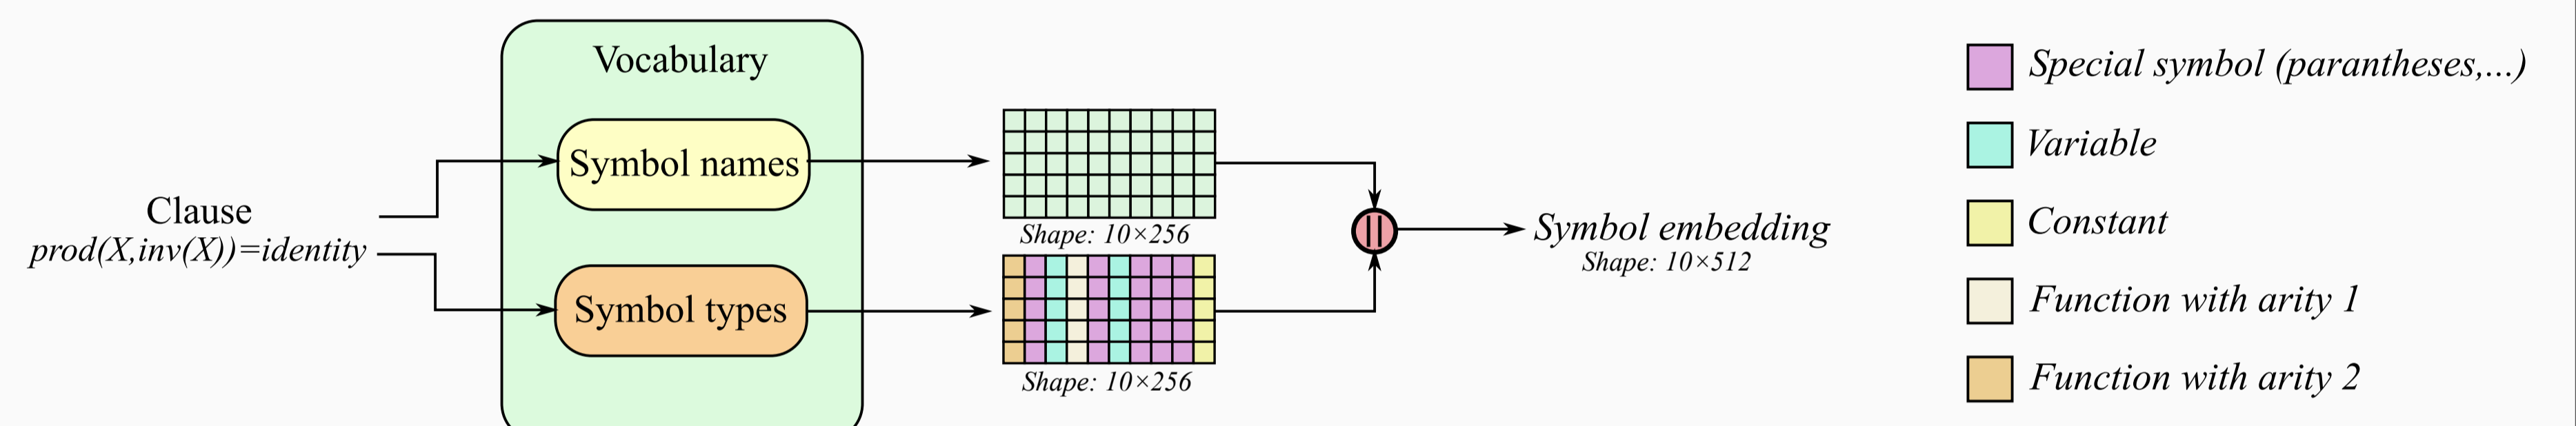 Vocabulary
Symbol names
Symbol types
Clause
prod(X,inv(X))=identity
Shape: 10×256
Shape: 10×256
||
Symbol embedding
Shape: 10×512
Special symbol (parantheses,...)
Variable
Constant
Function with arity 1
Function with arity 2